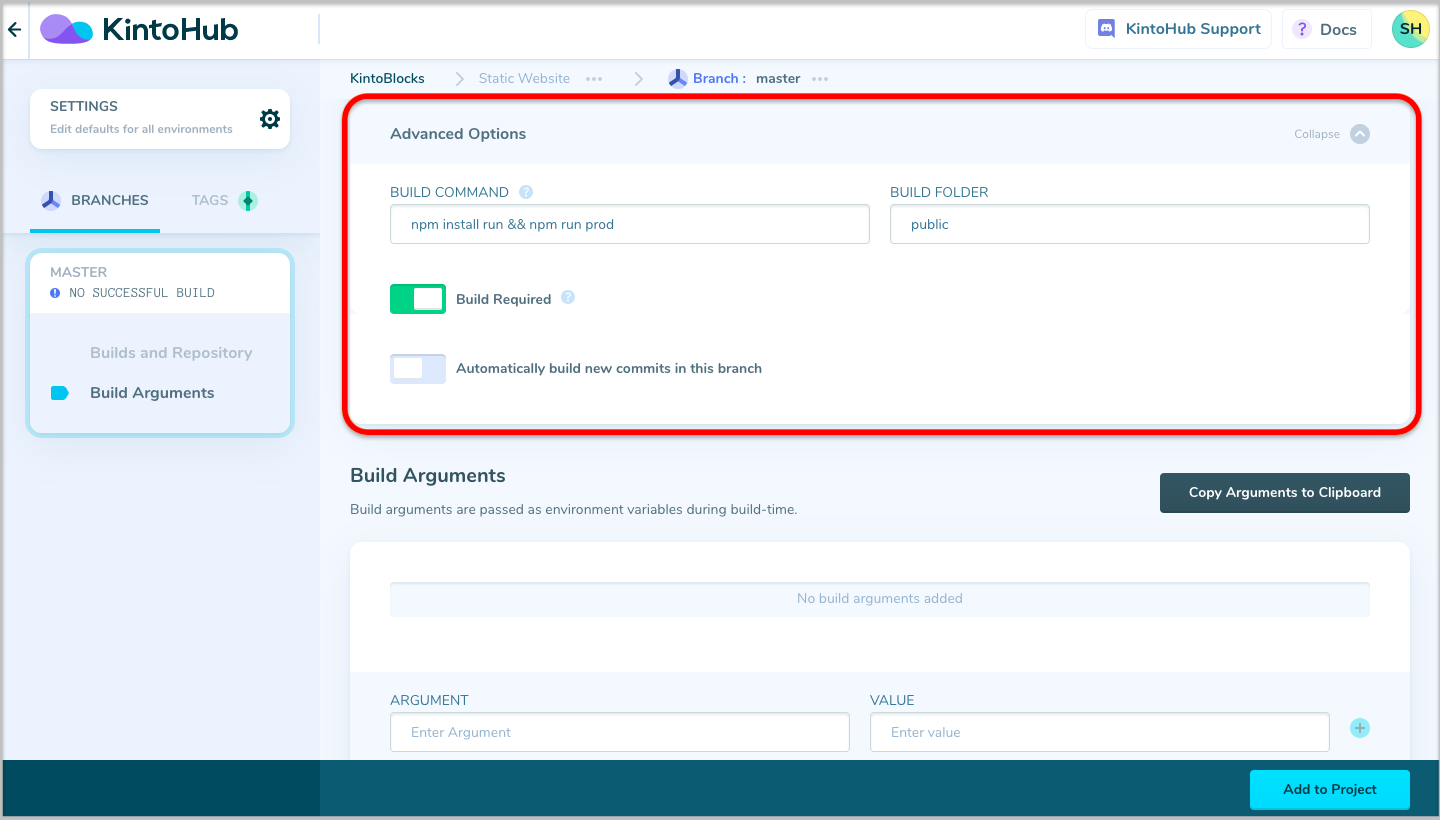 KintoHub
KintoHub Support
? Docs
SH
KintoBlocks
Static Website
Branch : master
SETTINGS
Edit defaults for all environments
BRANCHES
TAGS
MASTER
NO SUCCESSFUL BUILD
Builds and Repository
Build Arguments
Advanced Options
Collapse
BUILD COMMAND ?
npm install run && npm run prod
BUILD FOLDER
public
Build Required ?
Automatically build new commits in this branch
Build Arguments
Build arguments are passed as environment variables during build-time.
Copy Arguments to Clipboard
No build arguments added
ARGUMENT
Enter Argument
VALUE
Enter value
Add to Project